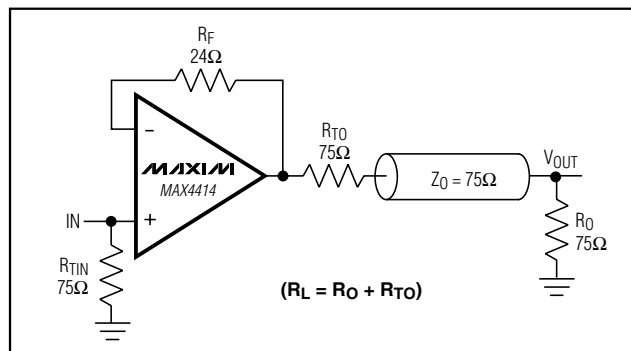 RF
24Ω
−
MAXIM
MAX4414
IN
+
RTIN
75Ω
RTO
75Ω
ZO = 75Ω
VOUT
RO
75Ω
(RL = RO + RTO)